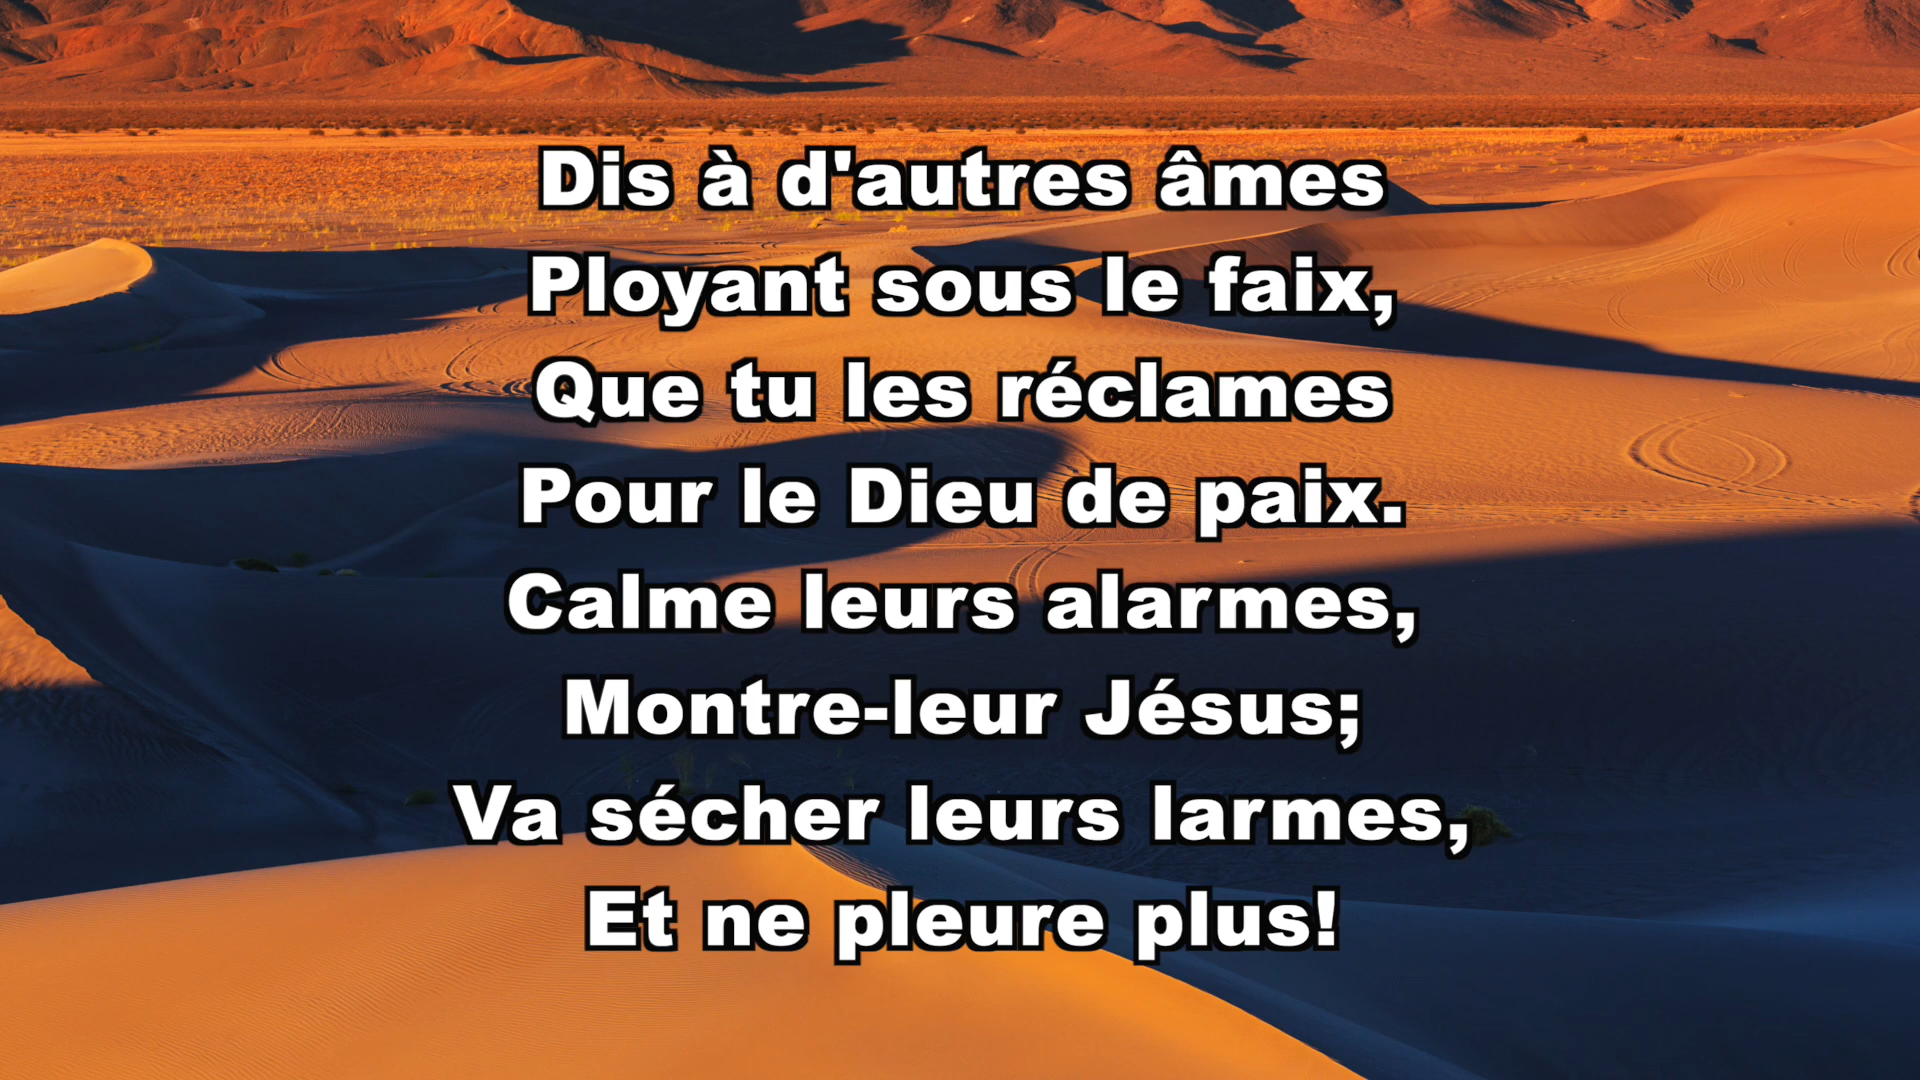 Dis à d'autres âmes
Ployant sous le faix,
Que tu les réclames
Pour le Dieu de paix.
Calme leurs alarmes,
Montre-leur Jésus;
Va sécher leurs larmes,
Et ne pleure plus!